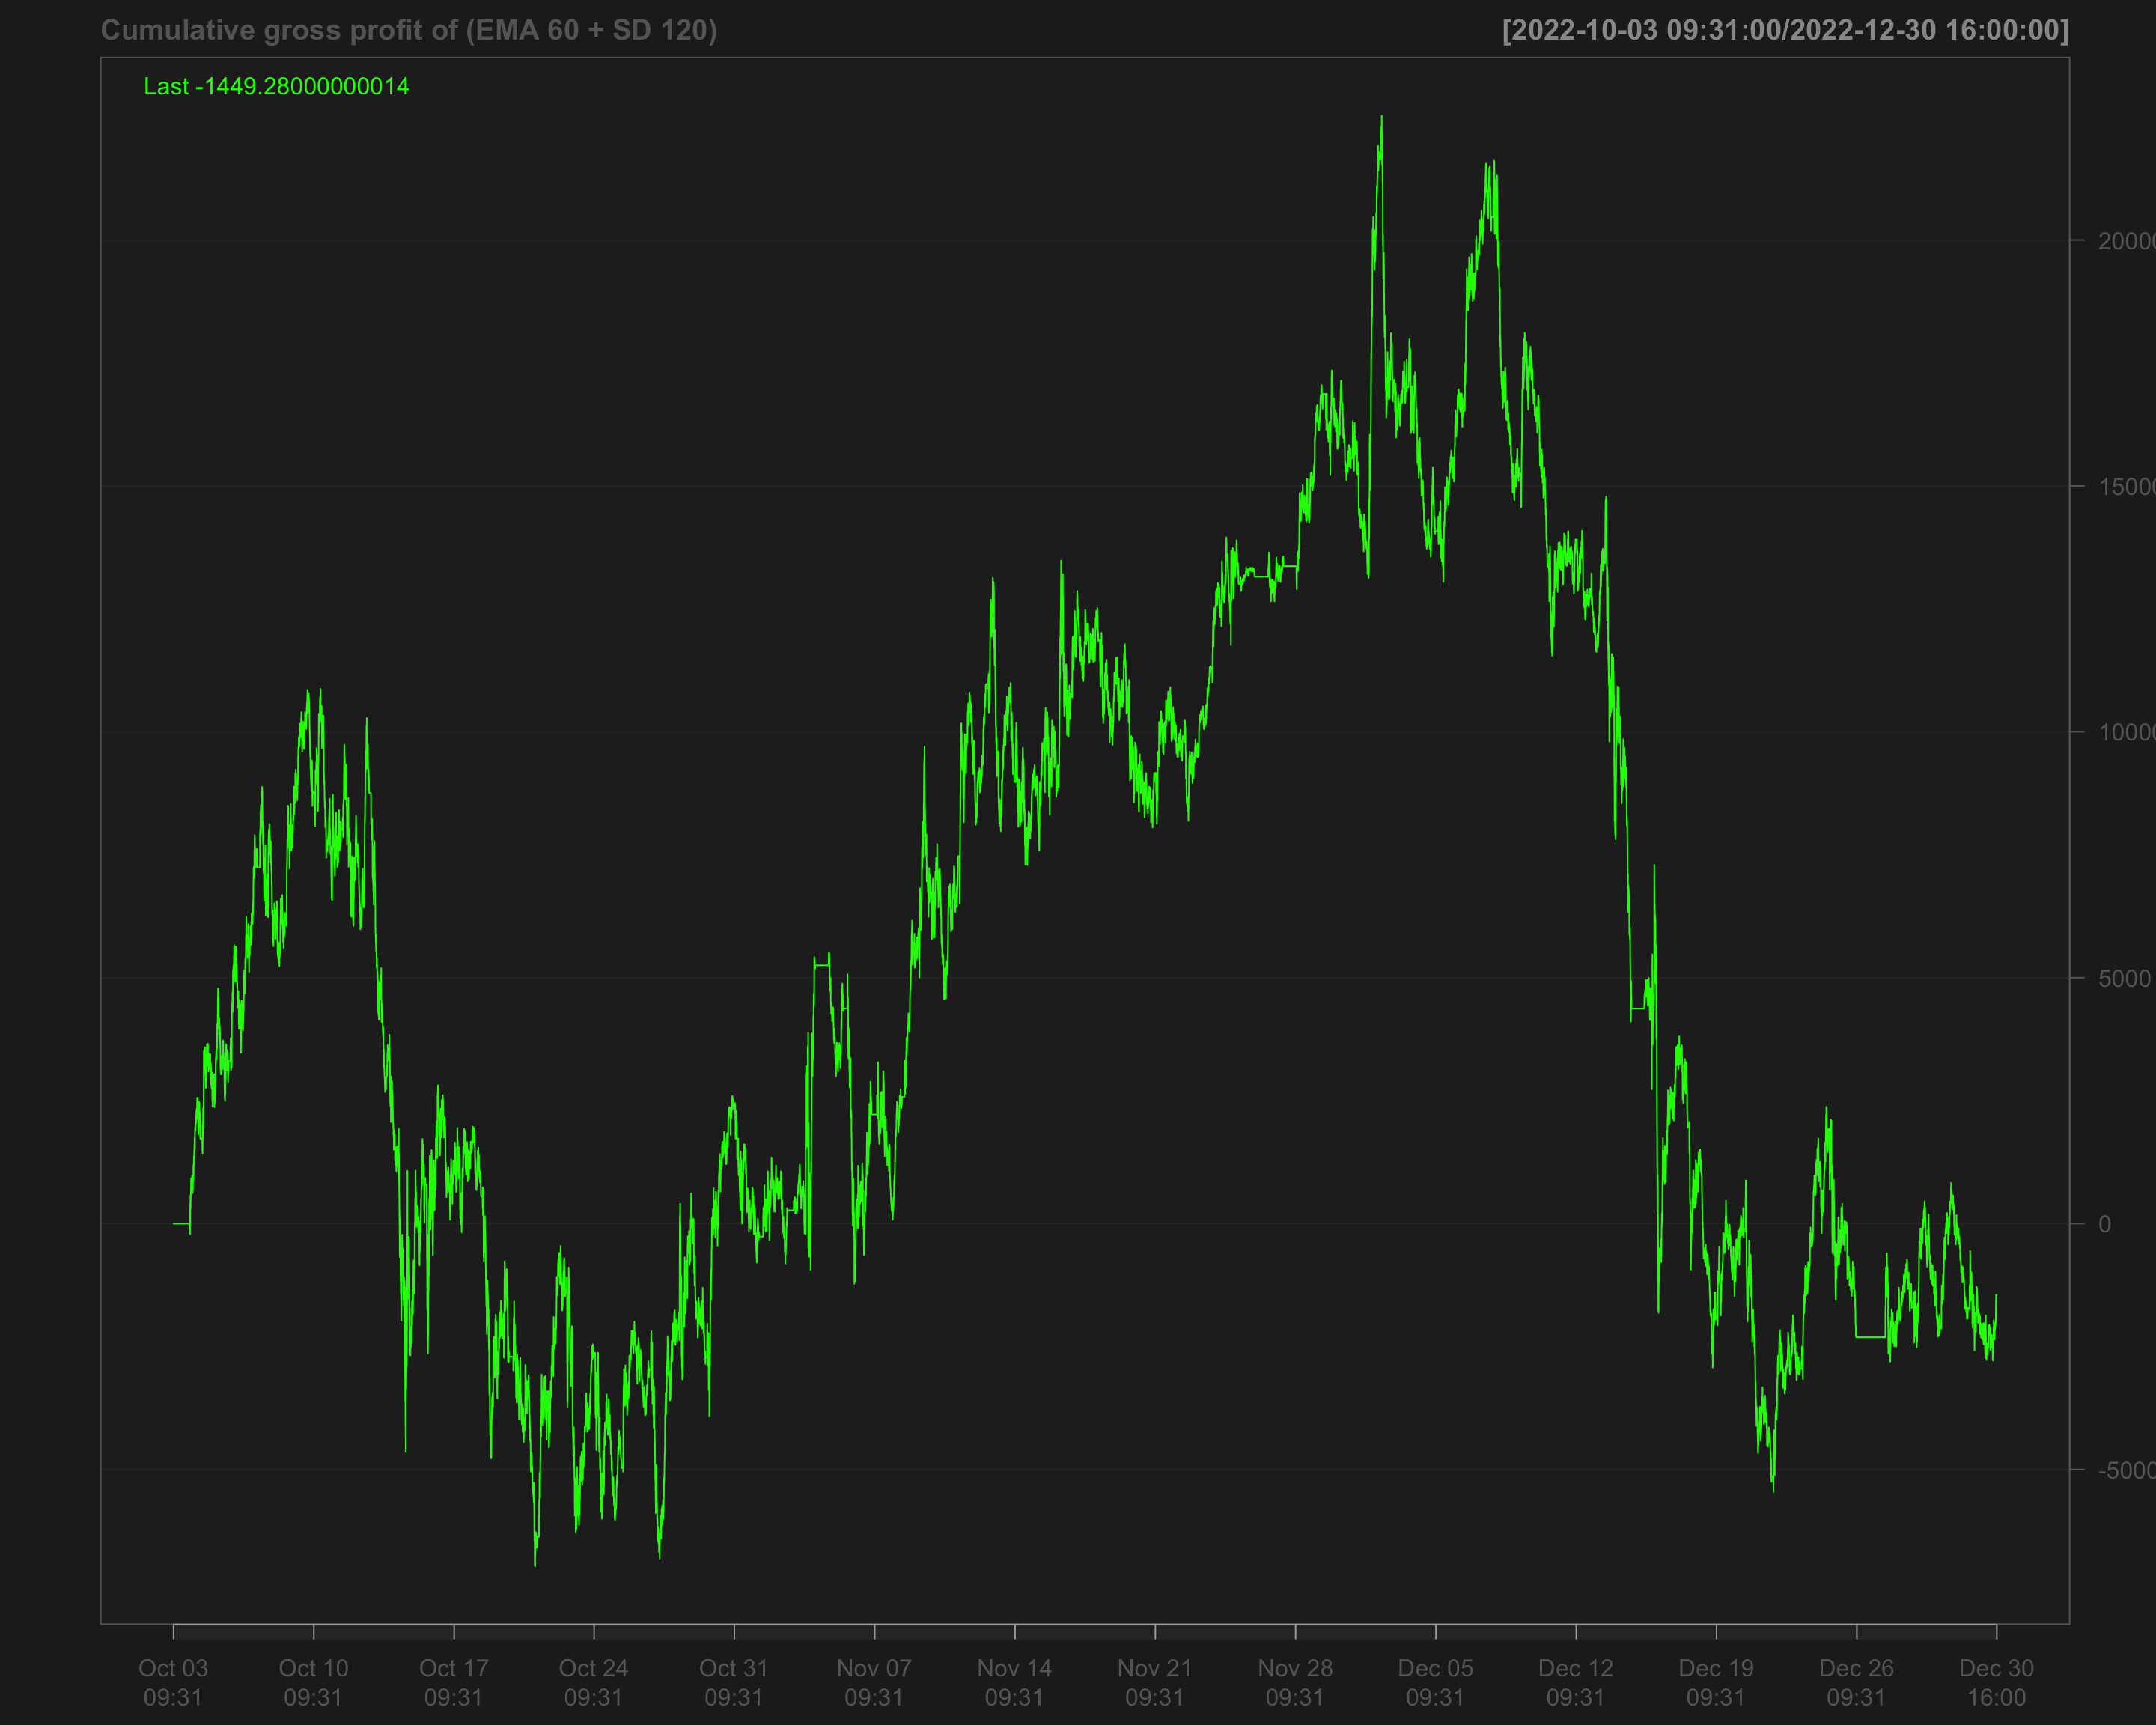 Cumulative gross profit of (EMA 60 + SD 120)
[2022-10-03 09:31:00/2022-12-30 16:00:00]
Last -1449.28000000014
20000
15000
10000
5000
0
-5000
Oct 03 Oct 10 Oct 17 Oct 24 Oct 31 Nov 07 Nov 14 Nov 21 Nov 28 Dec 05 Dec 12 Dec 19 Dec 26 Dec 30
09:31 09:31 09:31 09:31 09:31 09:31 09:31 09:31 09:31 09:31 09:31 09:31 09:31 16:00